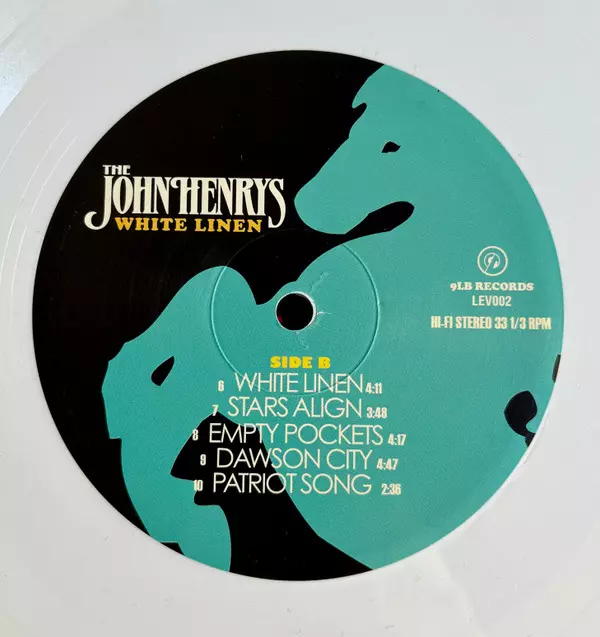 THE
JOHN HENRYS
WHITE LINEN
9LB RECORDS
LEV002
HI-FI STEREO 33 1/3 RPM
SIDE B
6 WHITE LINEN 4:11
7 STARS ALIGN 3:48
8 EMPTY POCKETS 4:17
9 DAWSON CITY 4:47
10 PATRIOT SONG 2:36